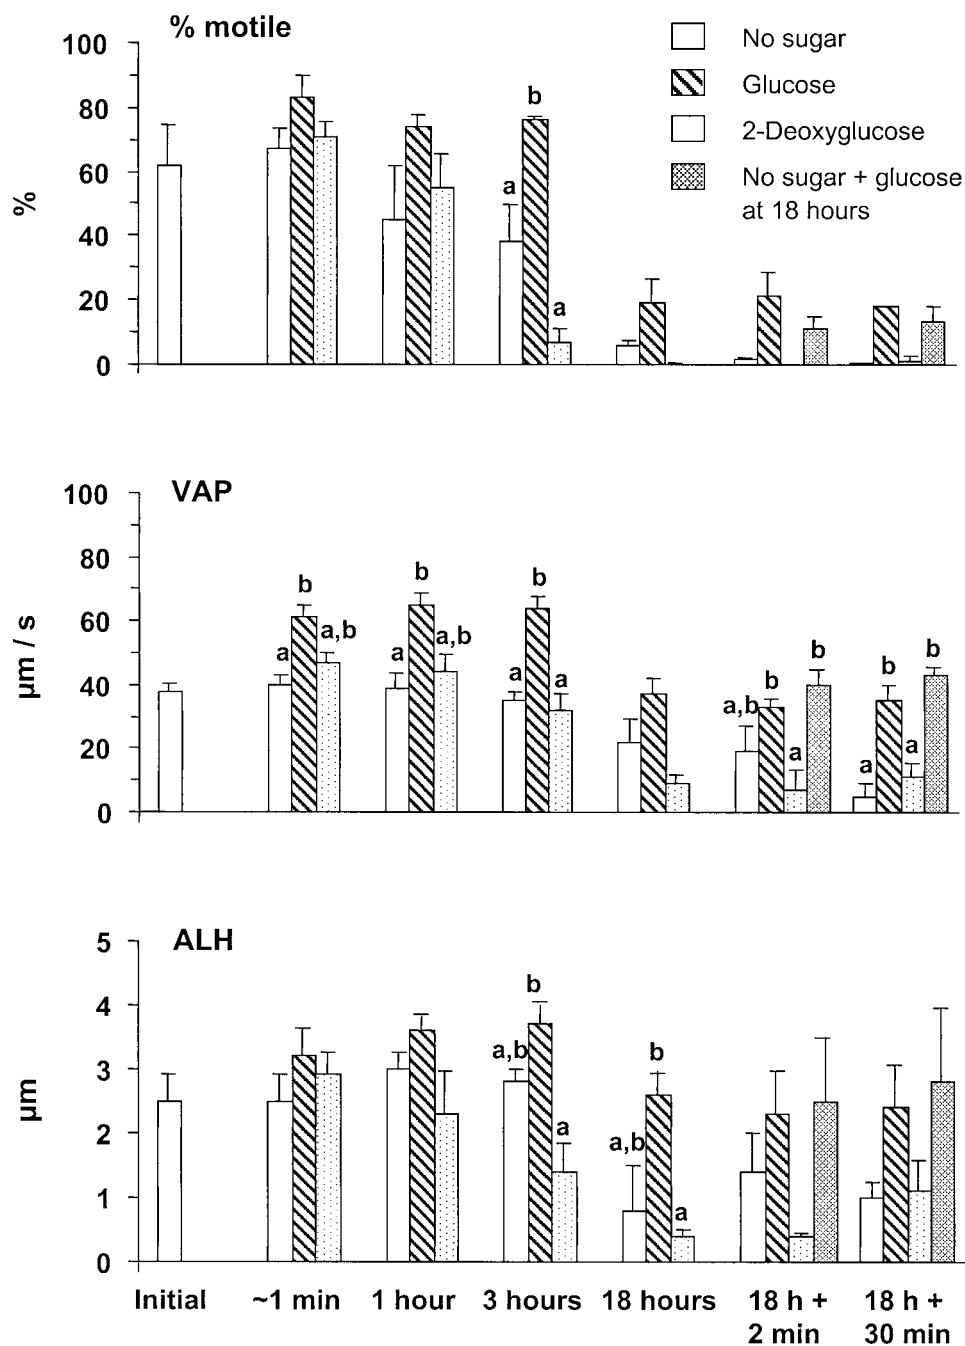 % motile
No sugar
Glucose
2-Deoxyglucose
No sugar + glucose
at 18 hours
%
100
80
60
40
20
0
b
a
a
VAP
µm / s
100
80
60
40
20
0
a
b
a,b
a
b
a,b
a
b
a
a,b
b
a
b
a
b
a
b
ALH
µm
5
4
3
2
1
0
a,b
b
a
a,b
b
a
Initial
~1 min
1 hour
3 hours
18 hours
18 h +
2 min
18 h +
30 min